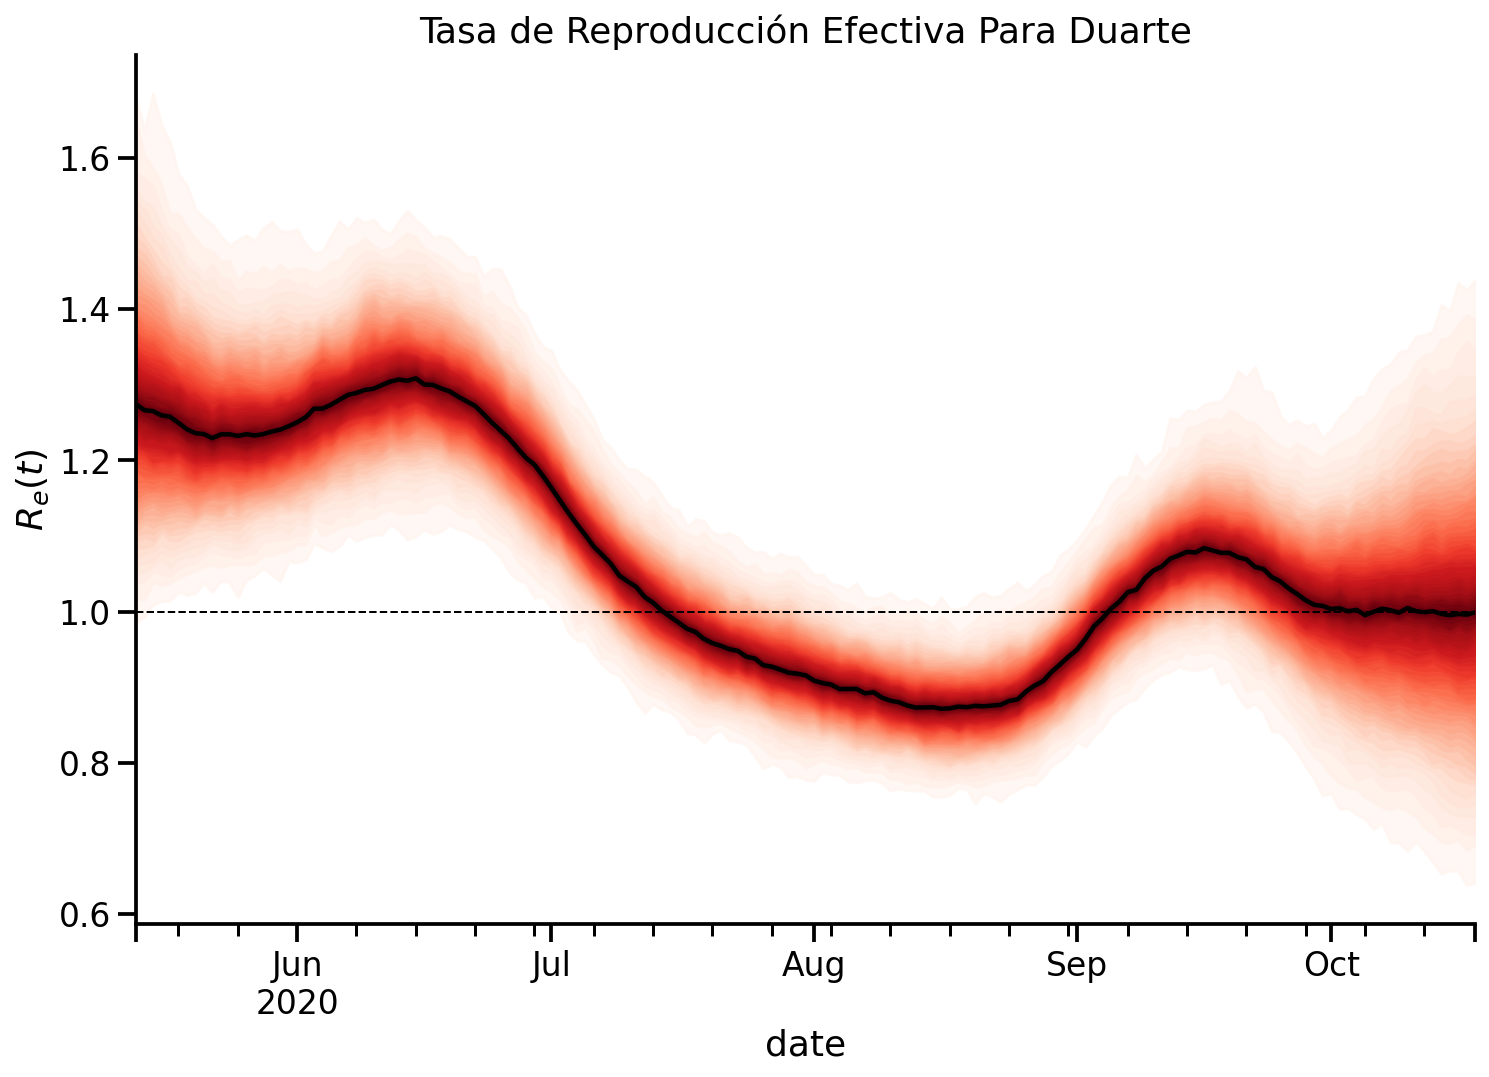 Tasa de Reproducción Efectiva Para Duarte
1.6
1.4
1.2
1.0
0.8
0.6
Rₑ(t)
Jun Jul Aug Sep Oct
2020
date